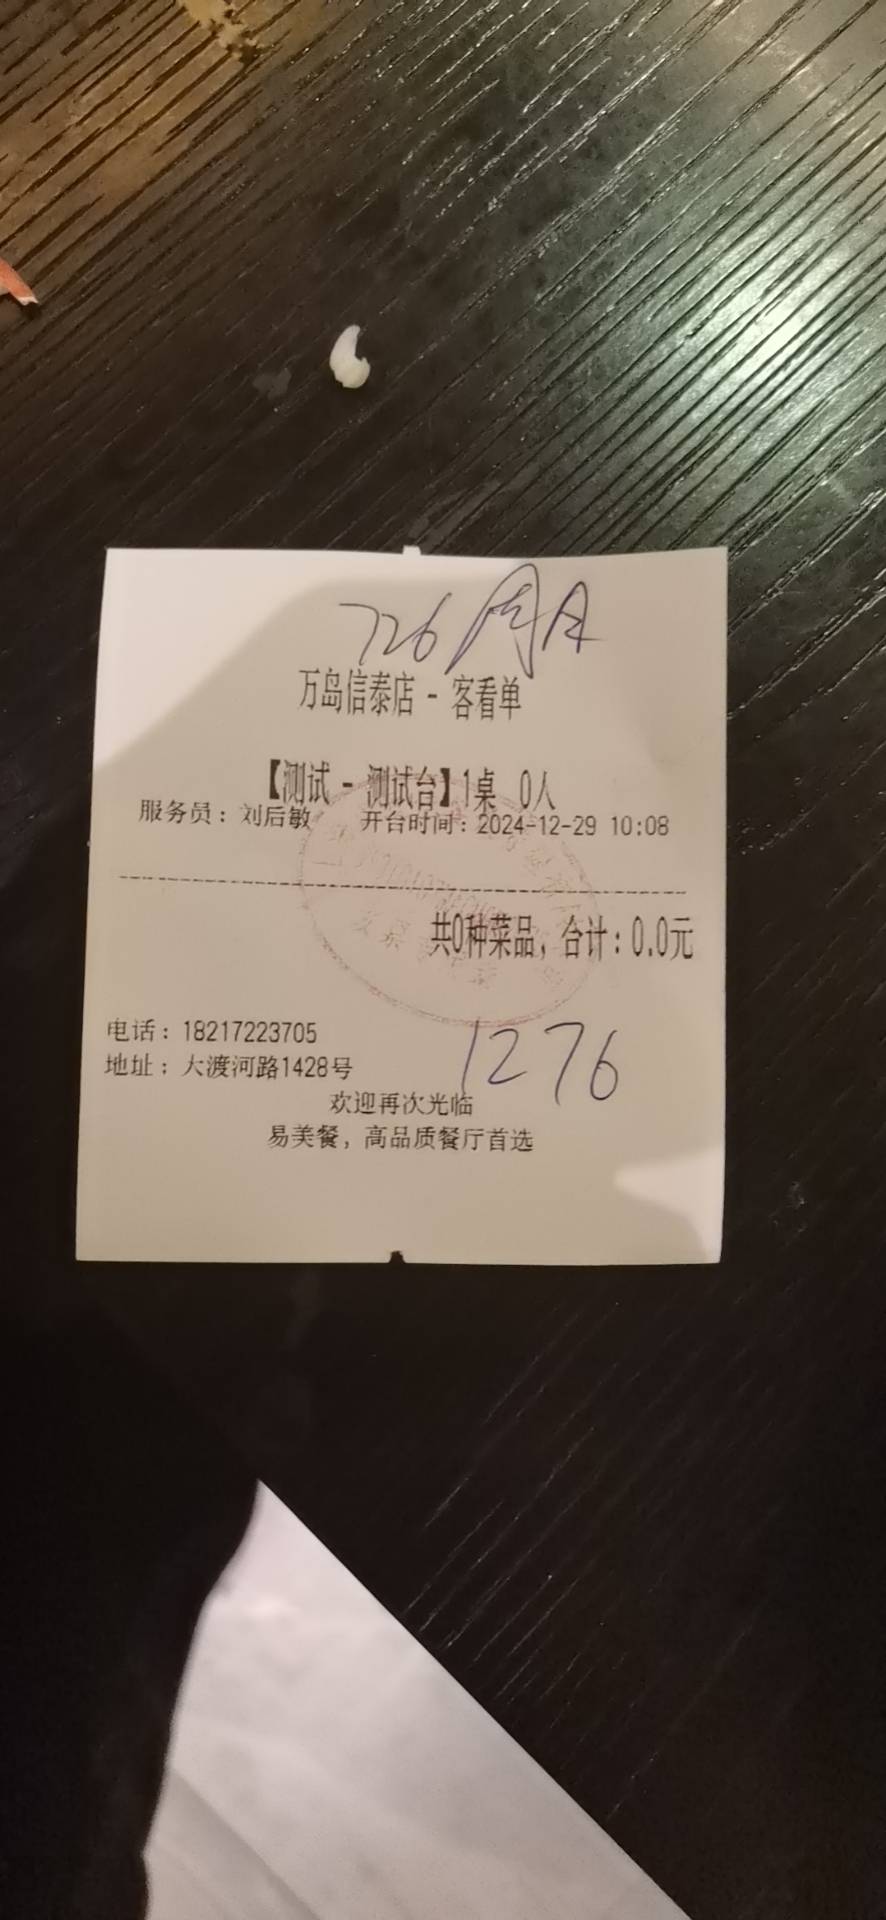 726
万岛信泰店 - 客看单
【测试 - 测试台】1桌 0人
服务员：刘后敏 开台时间：2024-12-29 10:08
共0种菜品，合计：0.0元
电话：18217223705
1276
地址：大渡河路1428号
欢迎再次光临
易美餐，高品质餐厅首选